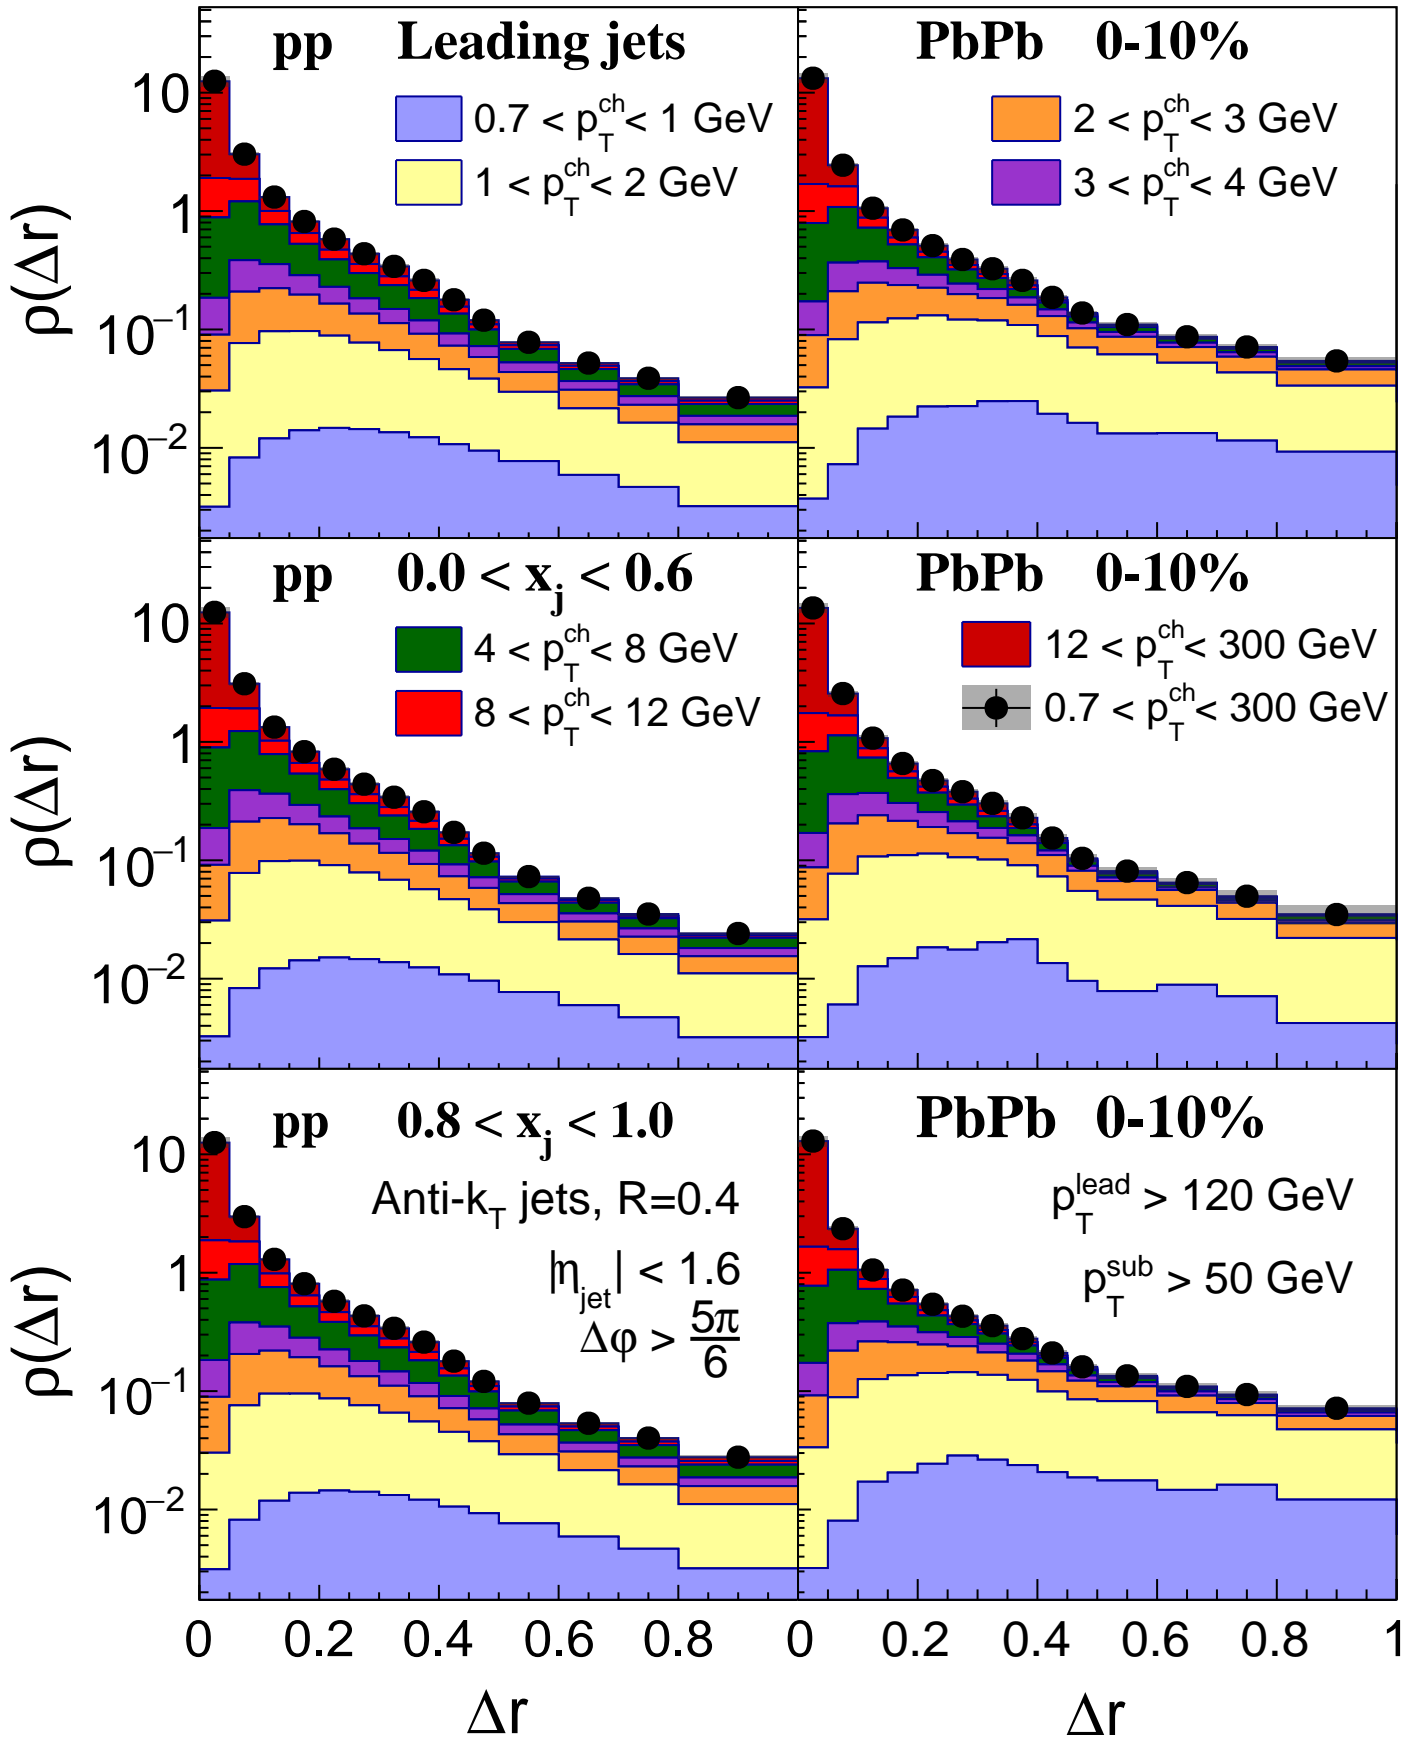 pp Leading jets
PbPb 0-10%
0.7 < p_T^ch < 1 GeV
1 < p_T^ch < 2 GeV
2 < p_T^ch < 3 GeV
3 < p_T^ch < 4 GeV
ρ(Δr)
10
1
10^−1
10^−2
pp 0.0 < x_j < 0.6
PbPb 0-10%
4 < p_T^ch < 8 GeV
8 < p_T^ch < 12 GeV
12 < p_T^ch < 300 GeV
0.7 < p_T^ch < 300 GeV
ρ(Δr)
10
1
10^−1
10^−2
pp 0.8 < x_j < 1.0
PbPb 0-10%
Anti-k_T jets, R=0.4
|η_jet| < 1.6
Δφ > 5π/6
p_T^lead > 120 GeV
p_T^sub > 50 GeV
ρ(Δr)
10
1
10^−1
10^−2
0 0.2 0.4 0.6 0.8 0 0.2 0.4 0.6 0.8 1
Δr Δr